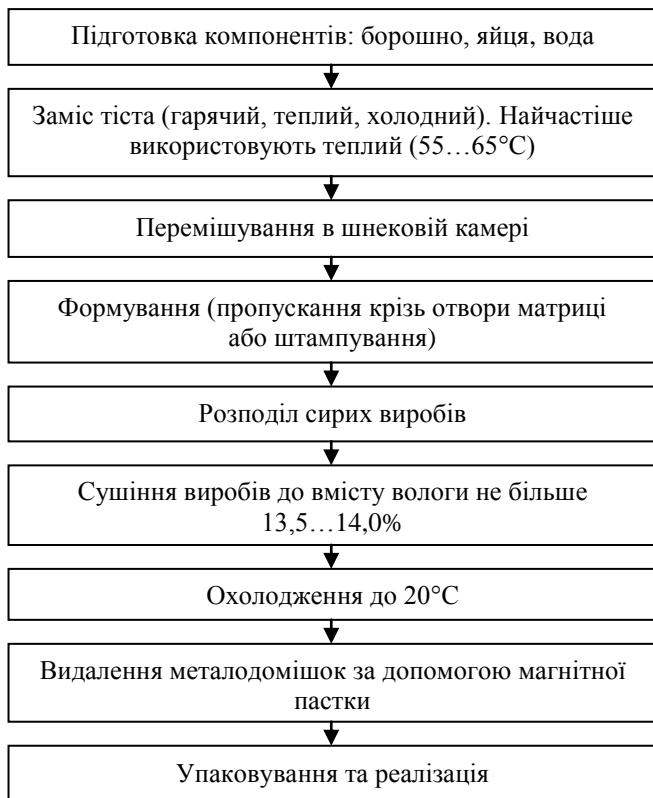 Підготовка компонентів: борошно, яйця, вода
Заміс тіста (гарячий, теплий, холодний). Найчастіше
використовують теплий (55…65°С)
Перемішування в шнековій камері
Формування (пропускання крізь отвори матриці
або штампування)
Розподіл сирих виробів
Сушіння виробів до вмісту вологи не більше
13,5…14,0%
Охолодження до 20°С
Видалення металодомішок за допомогою магнітної
пастки
Упаковування та реалізація